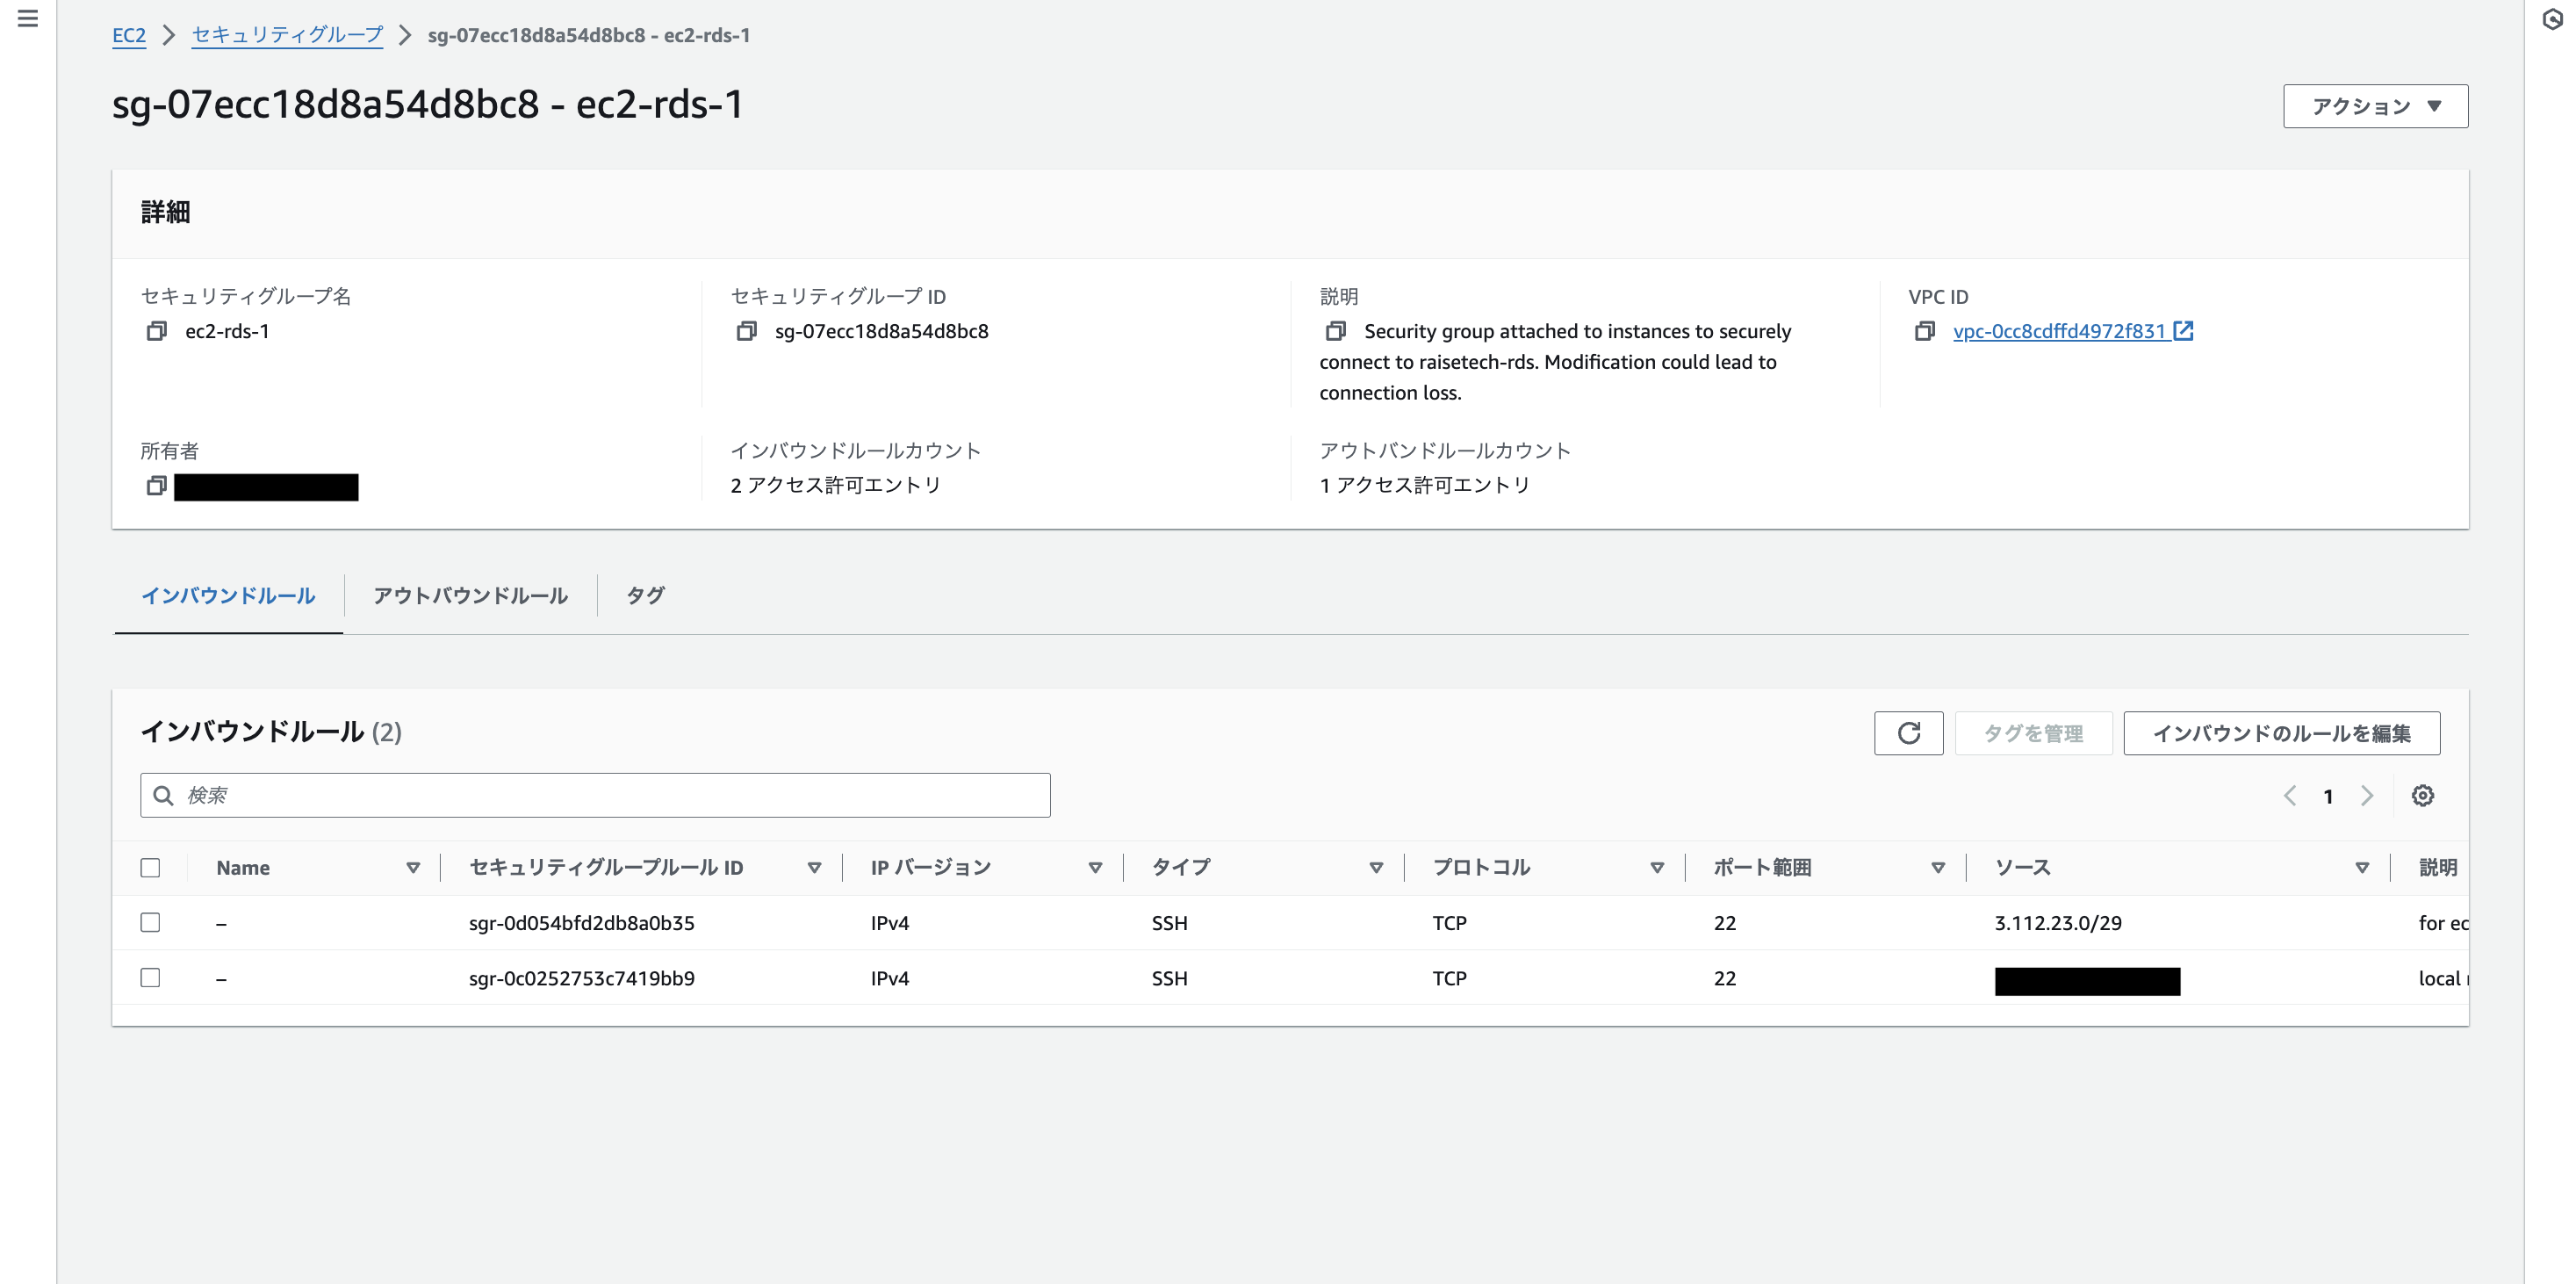 EC2 > セキュリティグループ > sg-07ecc18d8a54d8bc8 - ec2-rds-1
sg-07ecc18d8a54d8bc8 - ec2-rds-1
アクション
詳細
セキュリティグループ名
ec2-rds-1
セキュリティグループ ID
sg-07ecc18d8a54d8bc8
説明
Security group attached to instances to securely
connect to raisetech-rds. Modification could lead to
connection loss.
VPC ID
vpc-0cc8cdffd4972f831
所有者
インバウンドルールカウント
2 アクセス許可エントリ
アウトバンドルールカウント
1 アクセス許可エントリ
インバウンドルール アウトバウンドルール タグ
インバウンドルール (2)
タグを管理 インバウンドのルールを編集
検索
1
Name セキュリティグループルール ID IP バージョン タイプ プロトコル ポート範囲 ソース 説明
– sgr-0d054bfd2db8a0b35 IPv4 SSH TCP 22 3.112.23.0/29 for ec
– sgr-0c0252753c7419bb9 IPv4 SSH TCP 22 local